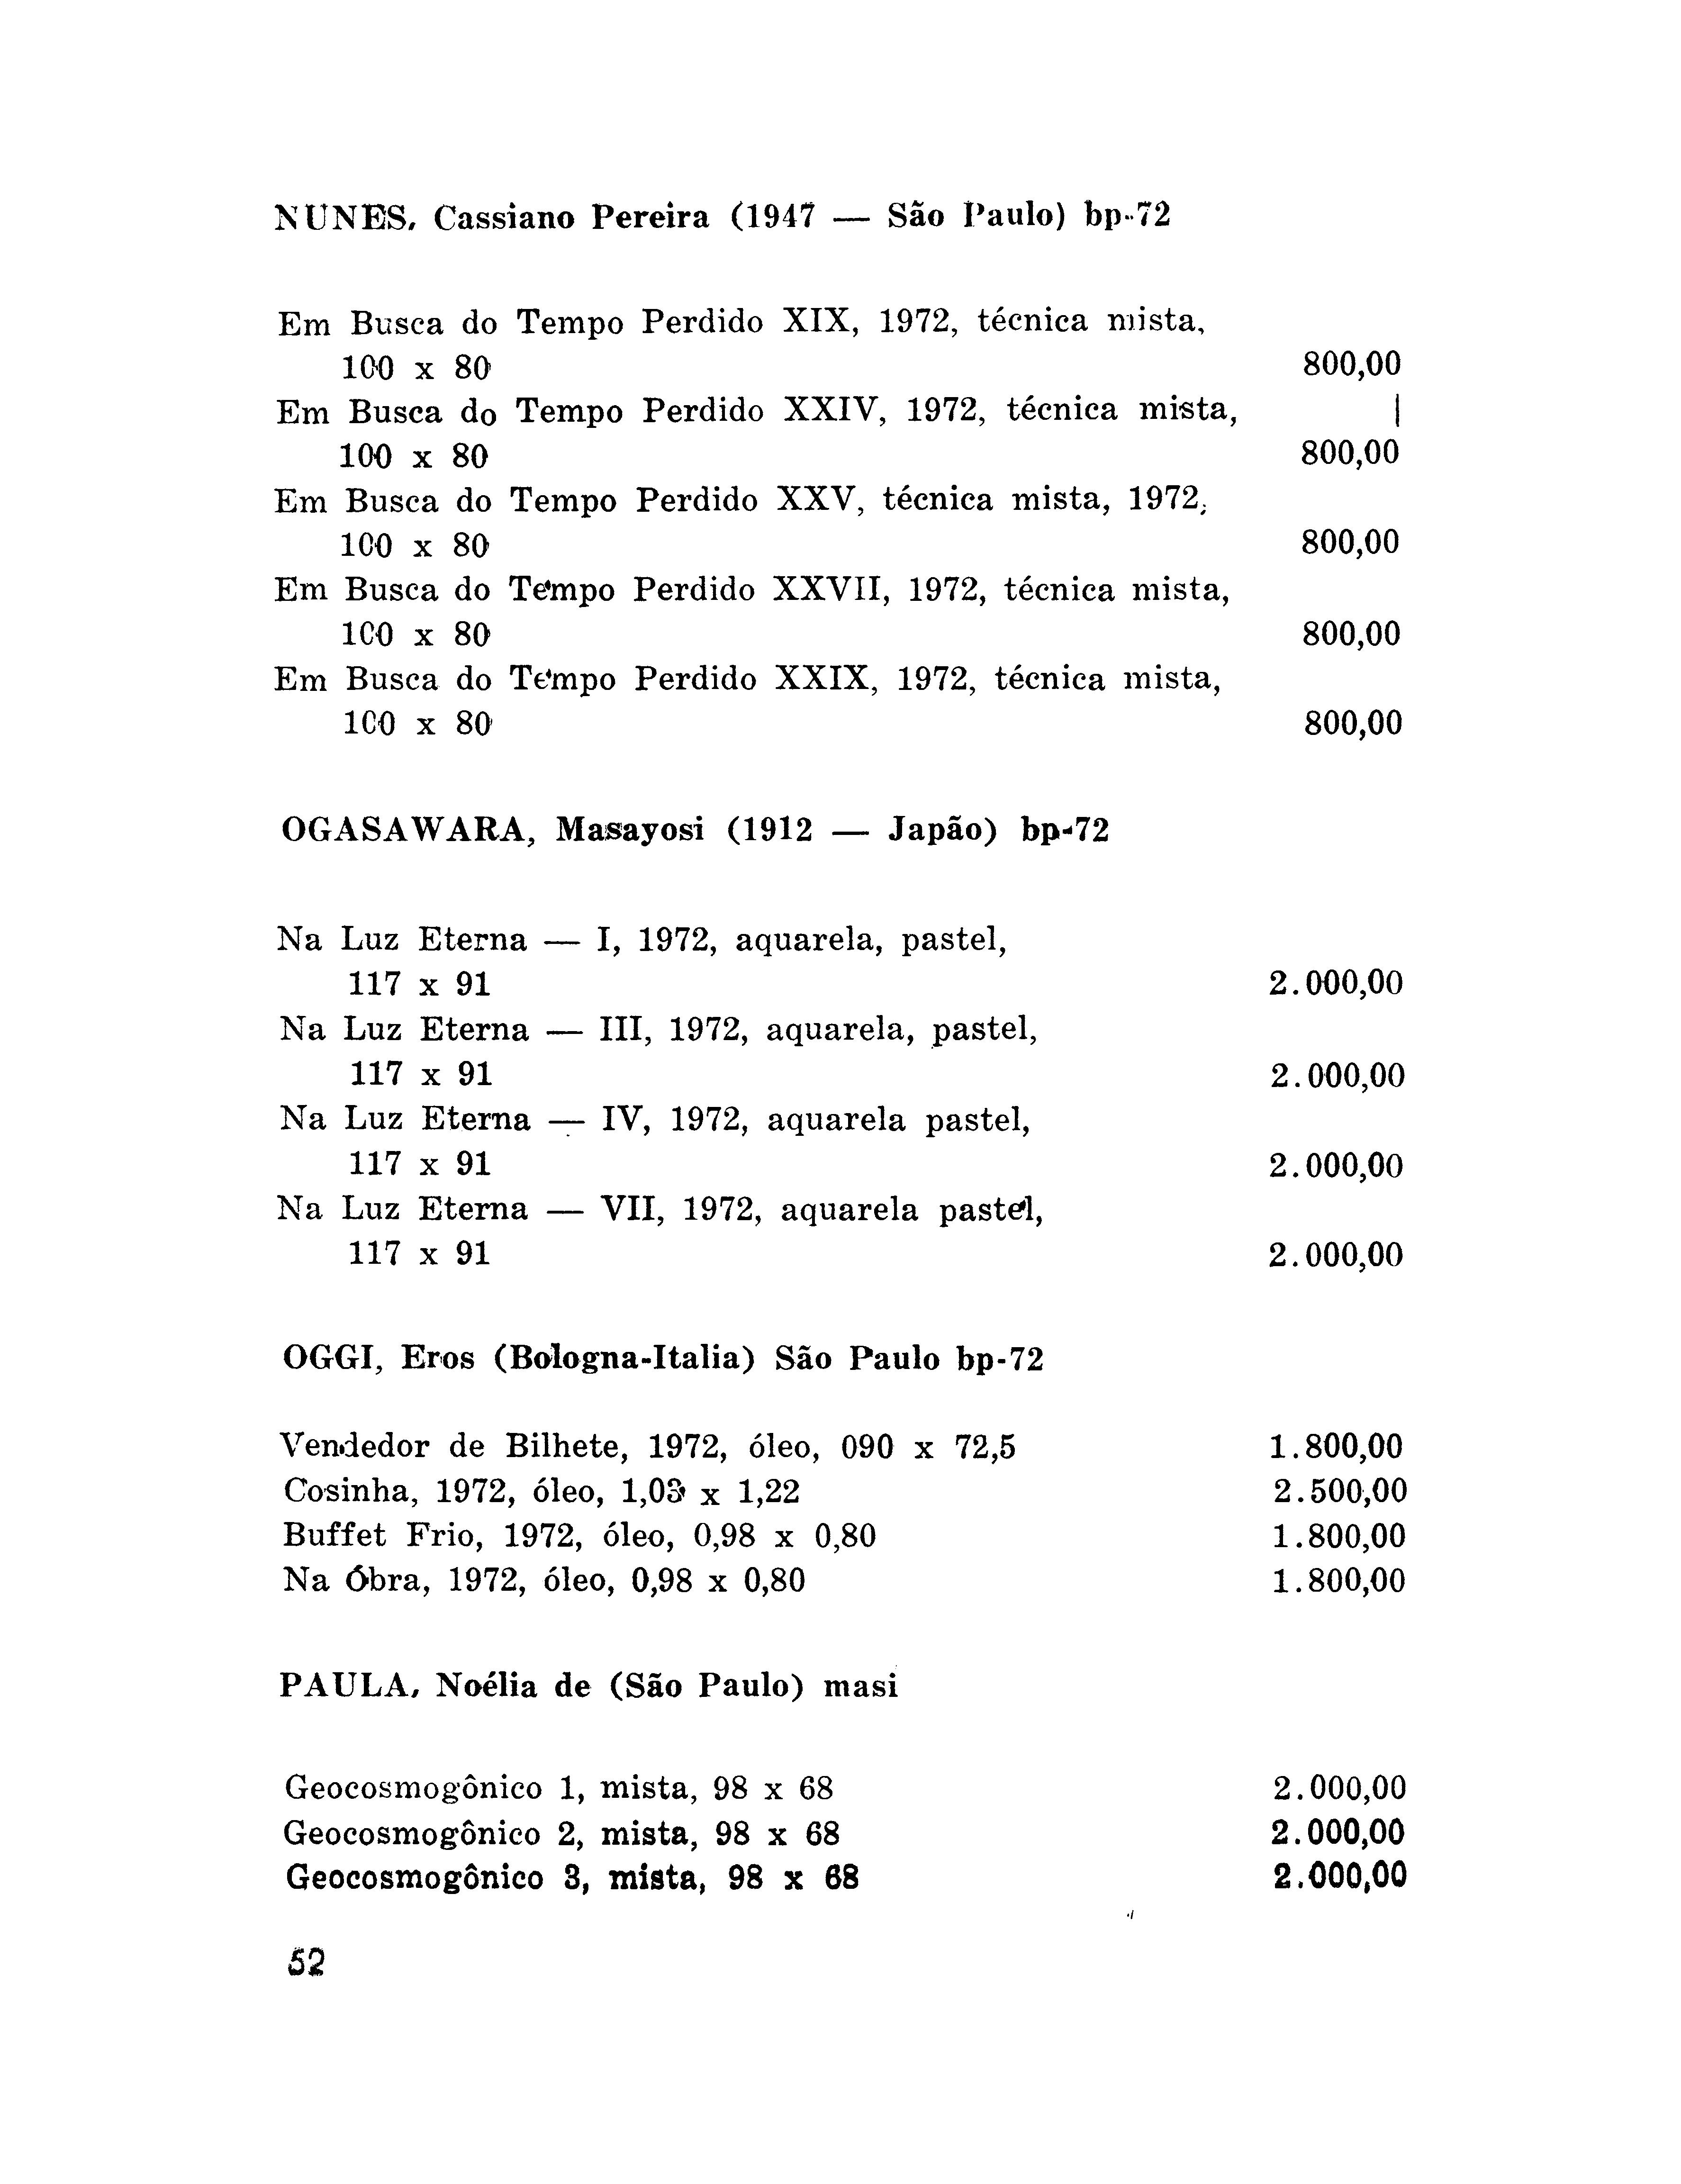 NUNES, Cassiano Pereira (1947 — São Paulo) bp-72
Em Busca do Tempo Perdido XIX, 1972, técnica mista,
100 x 80 800,00
Em Busca do Tempo Perdido XXIV, 1972, técnica mista,
100 x 80 800,00
Em Busca do Tempo Perdido XXV, técnica mista, 1972,
100 x 80 800,00
Em Busca do Tempo Perdido XXVII, 1972, técnica mista,
100 x 80 800,00
Em Busca do Tempo Perdido XXIX, 1972, técnica mista,
100 x 80 800,00
OGASAWARA, Masayosi (1912 — Japão) bp-72
Na Luz Eterna — I, 1972, aquarela, pastel,
117 x 91 2.000,00
Na Luz Eterna — III, 1972, aquarela, pastel,
117 x 91 2.000,00
Na Luz Eterna — IV, 1972, aquarela pastel,
117 x 91 2.000,00
Na Luz Eterna — VII, 1972, aquarela pastel,
117 x 91 2.000,00
OGGI, Eros (Bologna-Italia) São Paulo bp-72
Vendedor de Bilhete, 1972, óleo, 090 x 72,5 1.800,00
Cosinha, 1972, óleo, 1,03 x 1,22 2.500,00
Buffet Frio, 1972, óleo, 0,98 x 0,80 1.800,00
Na Óbra, 1972, óleo, 0,98 x 0,80 1.800,00
PAULA, Noélia de (São Paulo) masi
Geocosmogônico 1, mista, 98 x 68 2.000,00
Geocosmogônico 2, mista, 98 x 68 2.000,00
Geocosmogônico 3, mista, 98 x 68 2.000,00
52